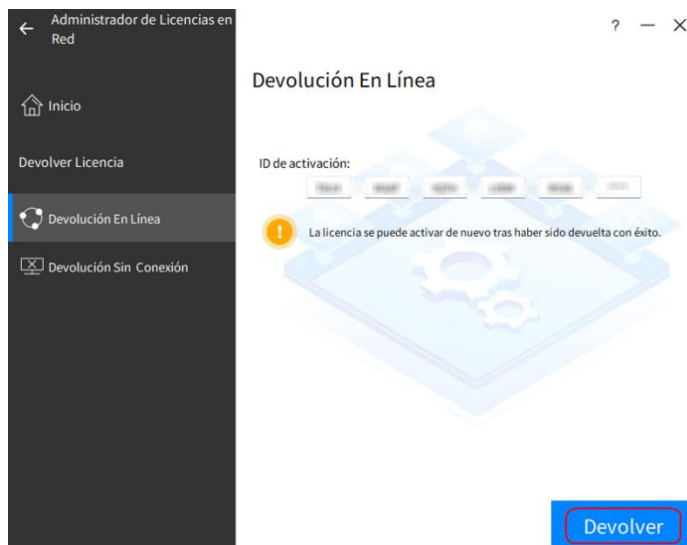 Administrador de Licencias en
Red
?
Inicio
Devolver Licencia
Devolución En Línea
Devolución Sin Conexión
Devolución En Línea
ID de activación:
La licencia se puede activar de nuevo tras haber sido devuelta con éxito.
Devolver